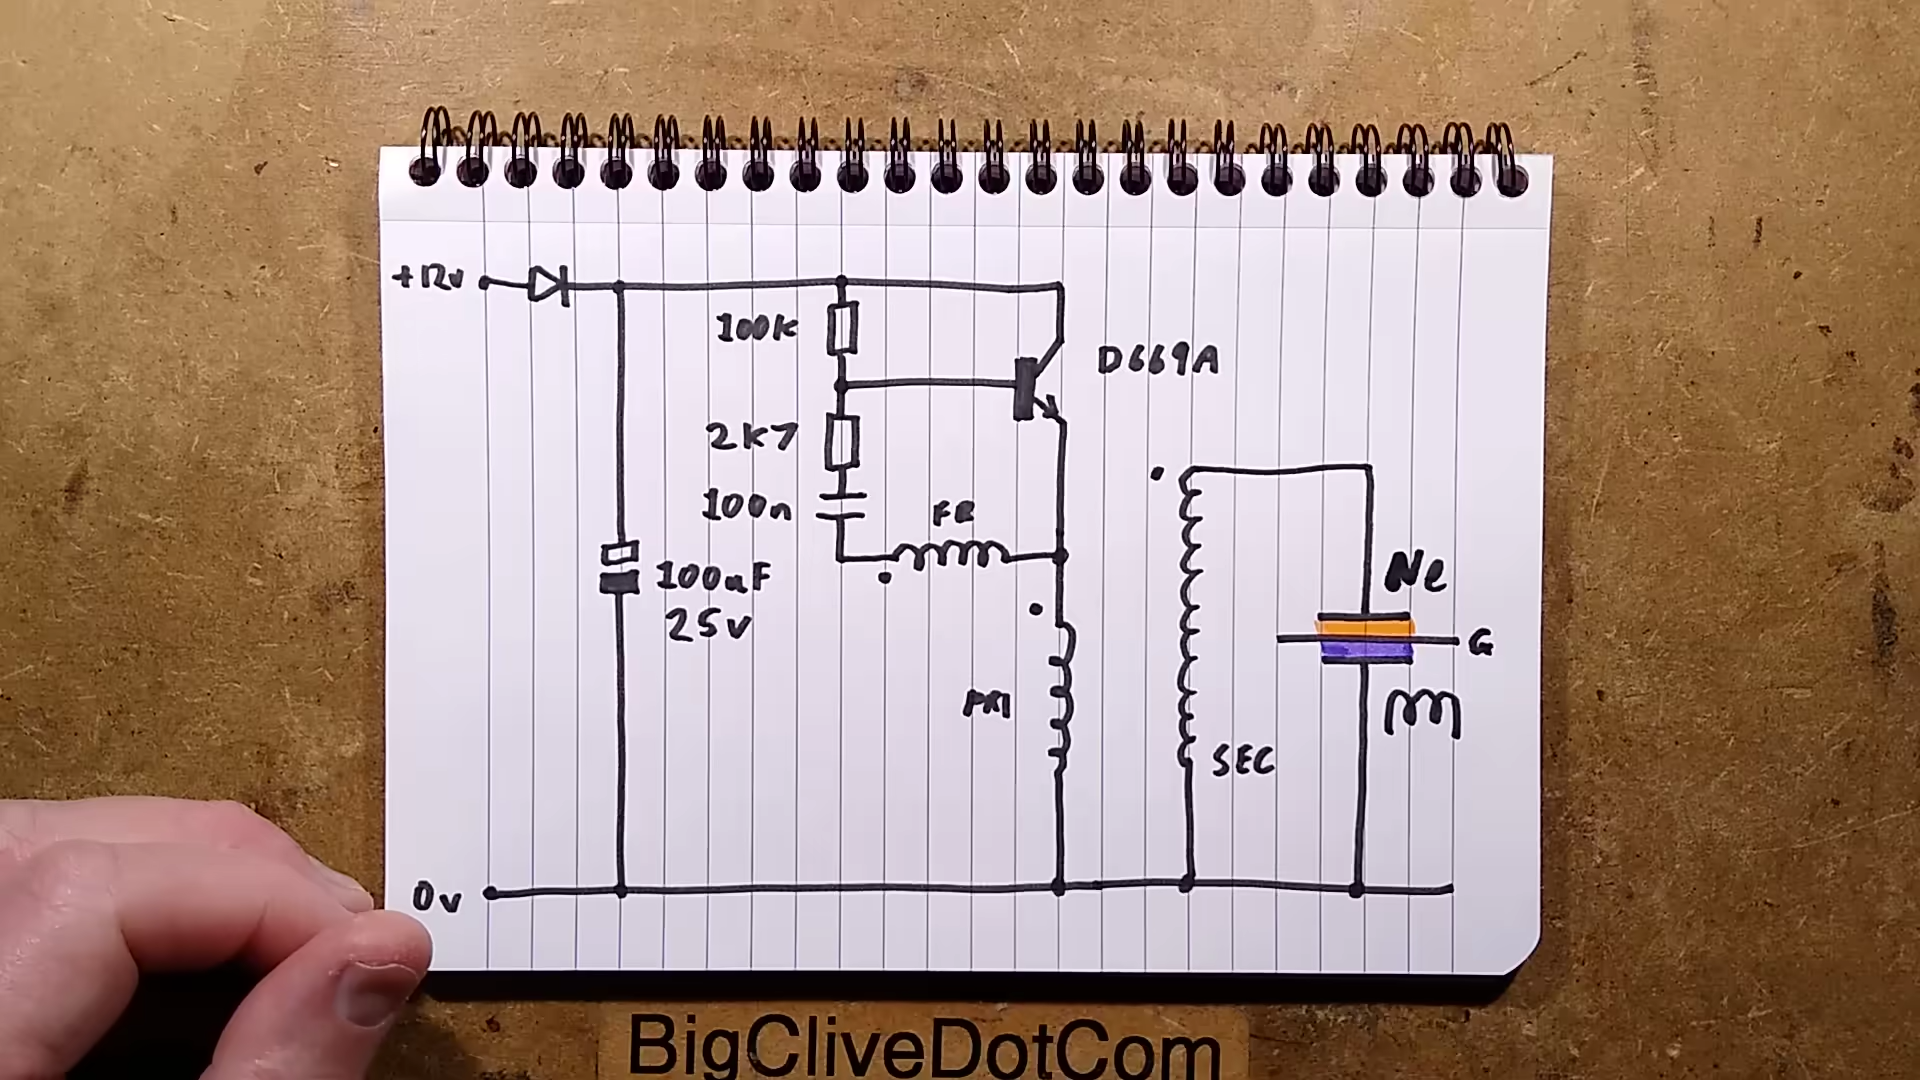 +12v
100k
D669A
2k7
100n
FB
Ne
100uF
25v
G
PRI
SEC
0v
BigCliveDotCom